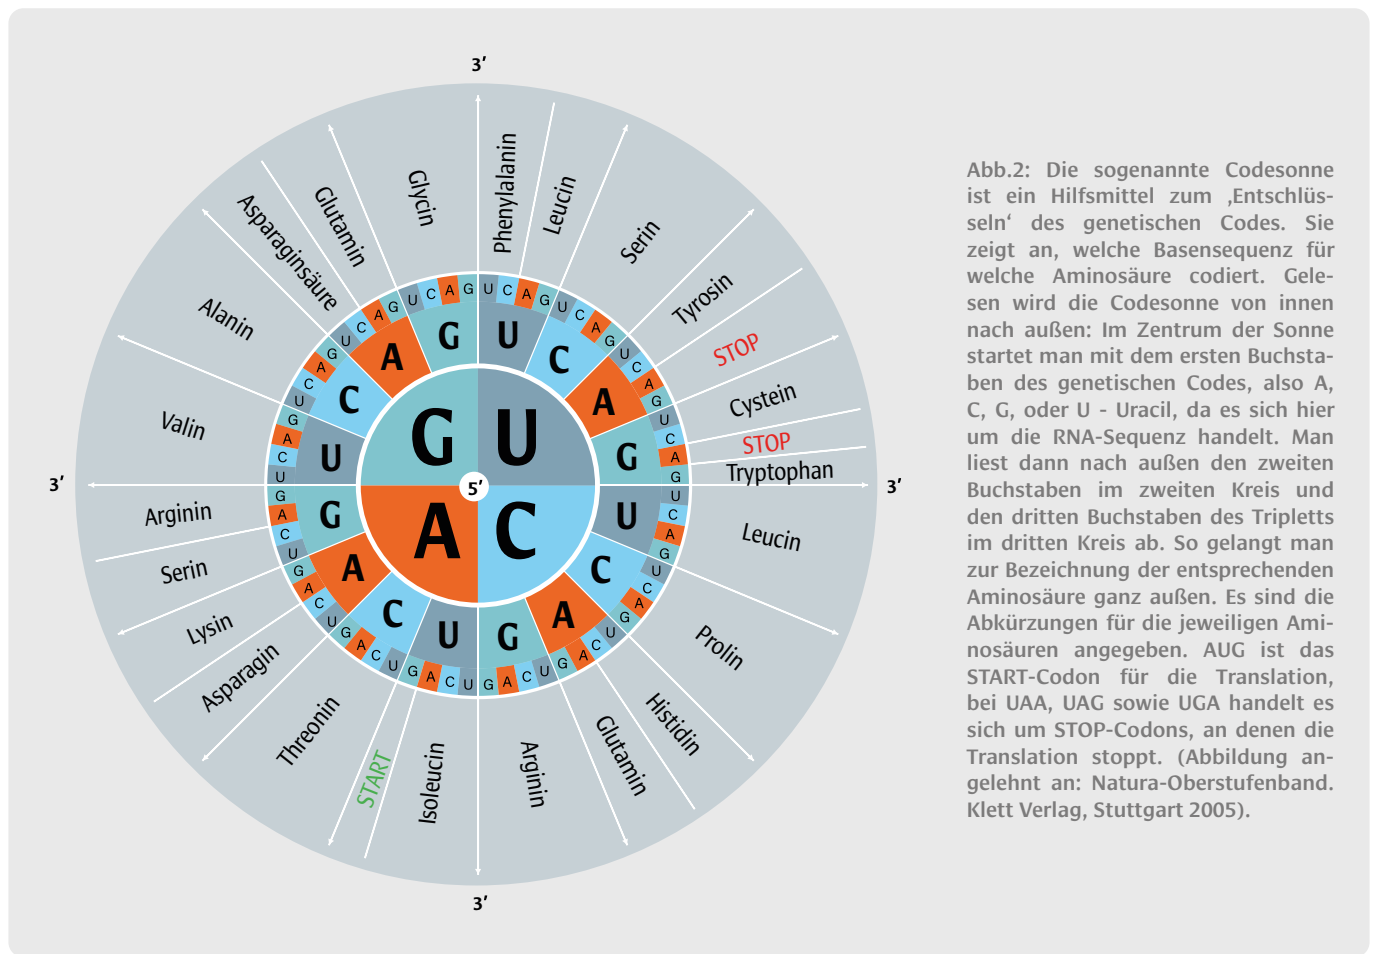 3’
Phenylalanin
Leucin
Serin
Tyrosin
STOP
Cystein
STOP
Tryptophan
3’
Leucin
Prolin
Histidin
Glutamin
Arginin
3’
Isoleucin
START
Threonin
Asparagin
Lysin
Serin
Arginin
3’
Valin
Alanin
Asparaginsäure
Glutamin
Glycin
U C A G U C A G U C A G U C A G
U C A G U C A G U C A G U C A G
U C A G U C A G U C A G U C A G
U C A G U C A G U C A G U C A G
U C A G
U C A G
U C A G
U C A G
G U
5’
A C
Abb.2: Die sogenannte Codesonne
ist ein Hilfsmittel zum ‚Entschlüs-
seln‘ des genetischen Codes. Sie
zeigt an, welche Basensequenz für
welche Aminosäure codiert. Gele-
sen wird die Codesonne von innen
nach außen: Im Zentrum der Sonne
startet man mit dem ersten Buchsta-
ben des genetischen Codes, also A,
C, G, oder U - Uracil, da es sich hier
um die RNA-Sequenz handelt. Man
liest dann nach außen den zweiten
Buchstaben im zweiten Kreis und
den dritten Buchstaben des Tripletts
im dritten Kreis ab. So gelangt man
zur Bezeichnung der entsprechenden
Aminosäure ganz außen. Es sind die
Abkürzungen für die jeweiligen Ami-
nosäuren angegeben. AUG ist das
START-Codon für die Translation,
bei UAA, UAG sowie UGA handelt es
sich um STOP-Codons, an denen die
Translation stoppt. (Abbildung an-
gelehnt an: Natura-Oberstufenband.
Klett Verlag, Stuttgart 2005).